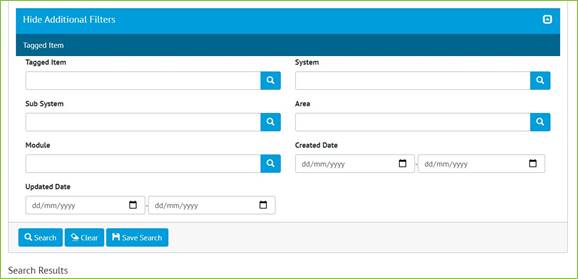 Hide Additional Filters
Tagged Item
Tagged Item System
Sub System Area
Module Created Date
dd/mm/yyyy - dd/mm/yyyy
Updated Date
dd/mm/yyyy - dd/mm/yyyy
Search Clear Save Search
Search Results